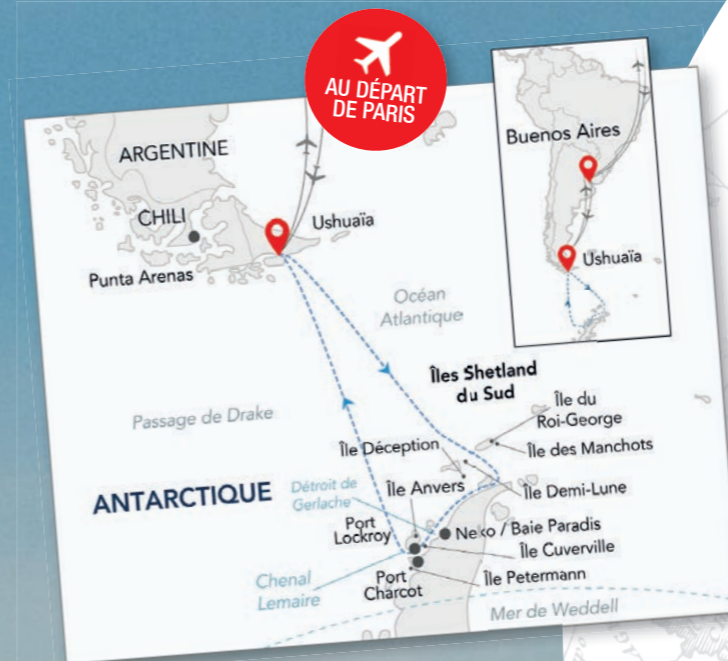 AU DÉPART
DE PARIS
ARGENTINE
CHILI
Punta Arenas
Ushuaïa
Buenos Aires
Ushuaïa
Océan
Atlantique
Passage de Drake
Îles Shetland
du Sud
Île du
Roi-George
Île des Manchots
Île Déception
Île Demi-Lune
ANTARCTIQUE
Détroit de
Gerlache
Île Anvers
Port
Lockroy
Neko / Baie Paradis
Île Cuverville
Île Petermann
Chenal
Lemaire
Port
Charcot
Mer de Weddell